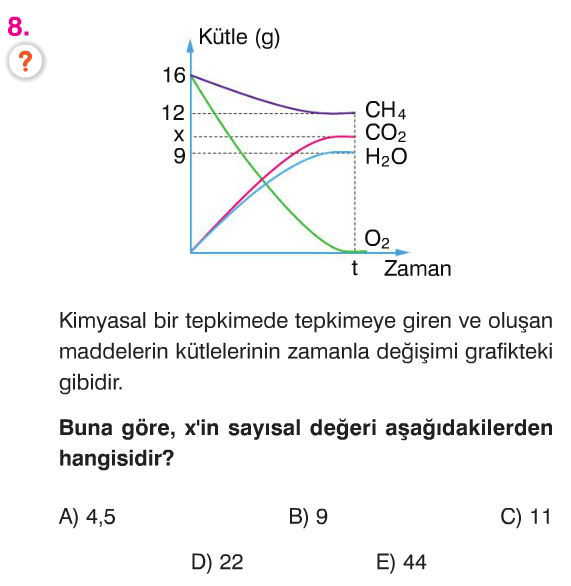 8.
?
Kütle (g)
16
12
x
9
CH₄
CO₂
H₂O
O₂
t Zaman
Kimyasal bir tepkimede tepkimeye giren ve oluşan
maddelerin kütlelerinin zamanla değişimi grafikteki
gibidir.
Buna göre, x'in sayısal değeri aşağıdakilerden
hangisidir?
A) 4,5 B) 9 C) 11
D) 22 E) 44